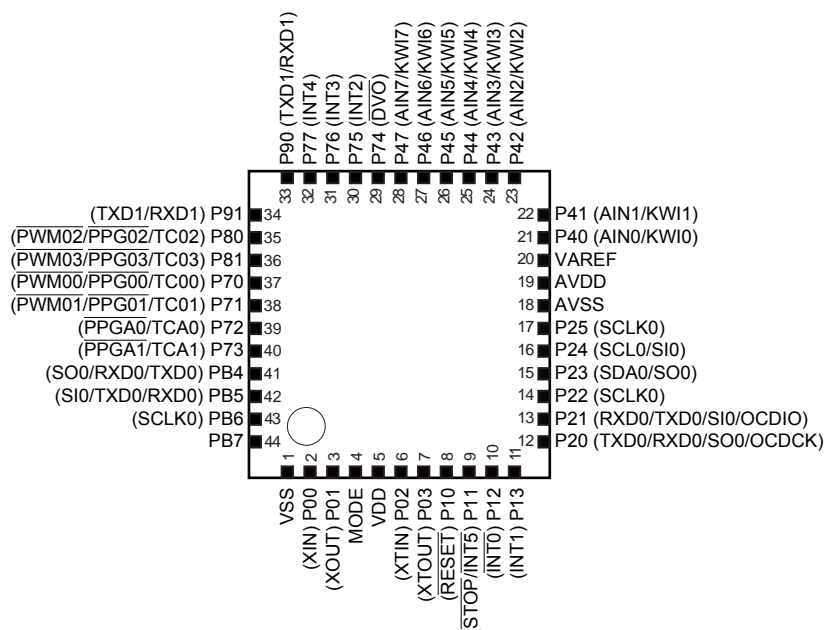 P90 (TXD1/RXD1)
P77 (INT4)
P76 (INT3)
P75 (INT2)
P74 (DVO)
P47 (AIN7/KWI7)
P46 (AIN6/KWI6)
P45 (AIN5/KWI5)
P44 (AIN4/KWI4)
P43 (AIN3/KWI3)
P42 (AIN2/KWI2)
33
32
31
30
29
28
27
26
25
24
23
(TXD1/RXD1) P91 34
(PWM02/PPG02/TC02) P80 35
(PWM03/PPG03/TC03) P81 36
(PWM00/PPG00/TC00) P70 37
(PWM01/PPG01/TC01) P71 38
(PPGA0/TCA0) P72 39
(PPGA1/TCA1) P73 40
(SO0/RXD0/TXD0) PB4 41
(SI0/TXD0/RXD0) PB5 42
(SCLK0) PB6 43
PB7 44
22 P41 (AIN1/KWI1)
21 P40 (AIN0/KWI0)
20 VAREF
19 AVDD
18 AVSS
17 P25 (SCLK0)
16 P24 (SCL0/SI0)
15 P23 (SDA0/SO0)
14 P22 (SCLK0)
13 P21 (RXD0/TXD0/SI0/OCDIO)
12 P20 (TXD0/RXD0/SO0/OCDCK)
1
2
3
4
5
6
7
8
9
10
11
VSS
(XIN) P00
(XOUT) P01
MODE
VDD
(XTIN) P02
(XTOUT) P03
(RESET) P10
(STOP/INT5) P11
(INT0) P12
(INT1) P13